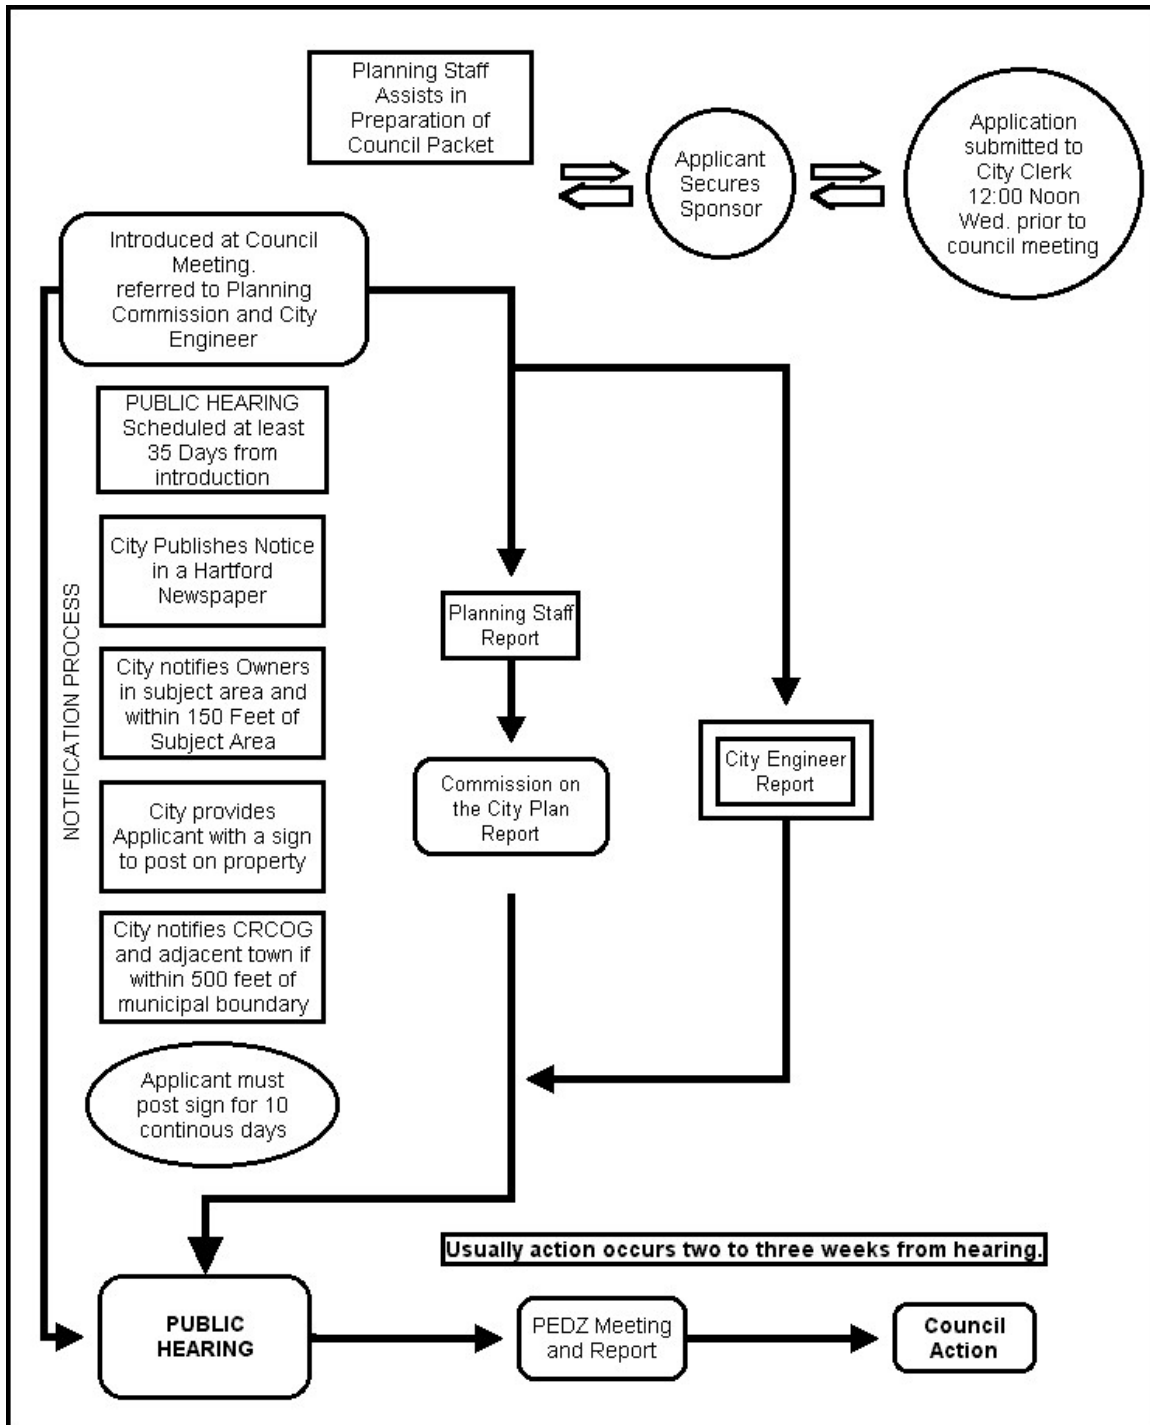 Planning Staff
Assists in
Preparation of
Council Packet
Applicant
Secures
Sponsor
Application
submitted to
City Clerk
12:00 Noon
Wed. prior to
council meeting
Introduced at Council
Meeting.
referred to Planning
Commission and City
Engineer
NOTIFICATION PROCESS
PUBLIC HEARING
Scheduled at least
35 Days from
introduction
City Publishes Notice
in a Hartford
Newspaper
City notifies Owners
in subject area and
within 150 Feet of
Subject Area
City provides
Applicant with a sign
to post on property
City notifies CRCOG
and adjacent town if
within 500 feet of
municipal boundary
Applicant must
post sign for 10
continous days
Planning Staff
Report
Commission on
the City Plan
Report
City Engineer
Report
Usually action occurs two to three weeks from hearing.
PUBLIC
HEARING
PEDZ Meeting
and Report
Council
Action